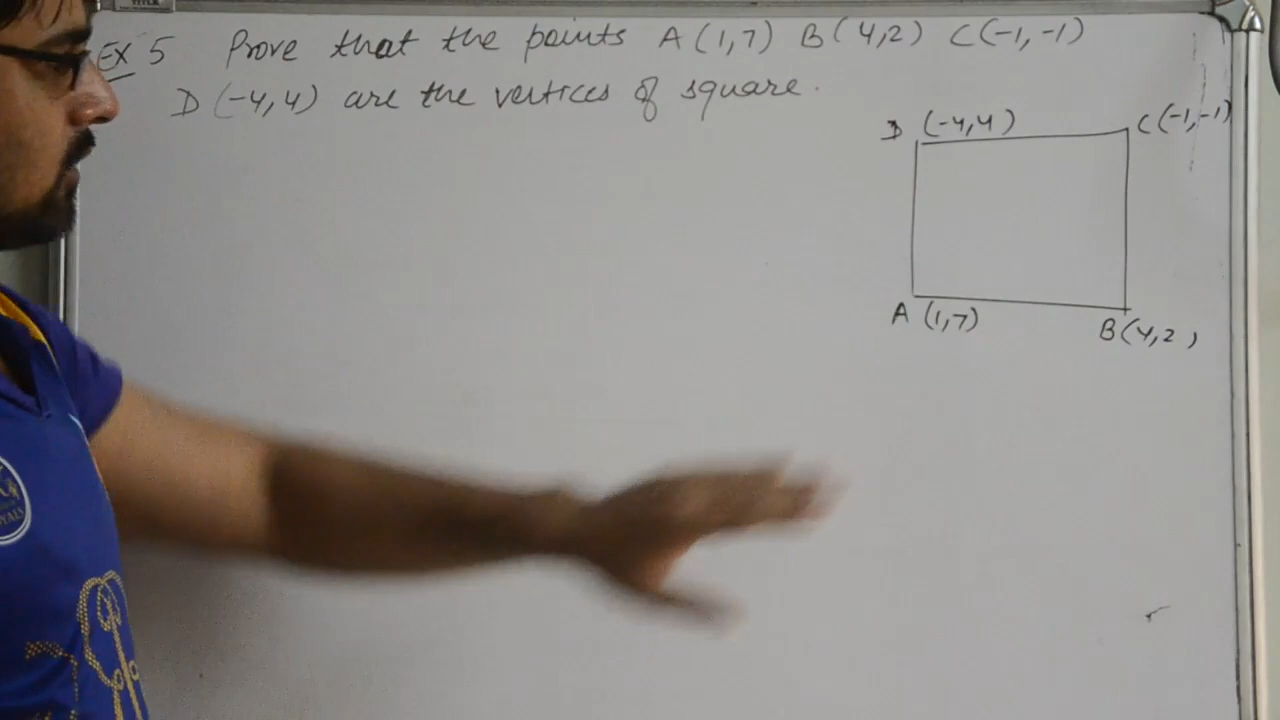 Ex 5 Prove that the points A(1,7) B(4,2) C(-1,-1)
D(-4,4) are the vertices of square.
D (-4,4) C(-1,-1)
A (1,7) B(4,2)